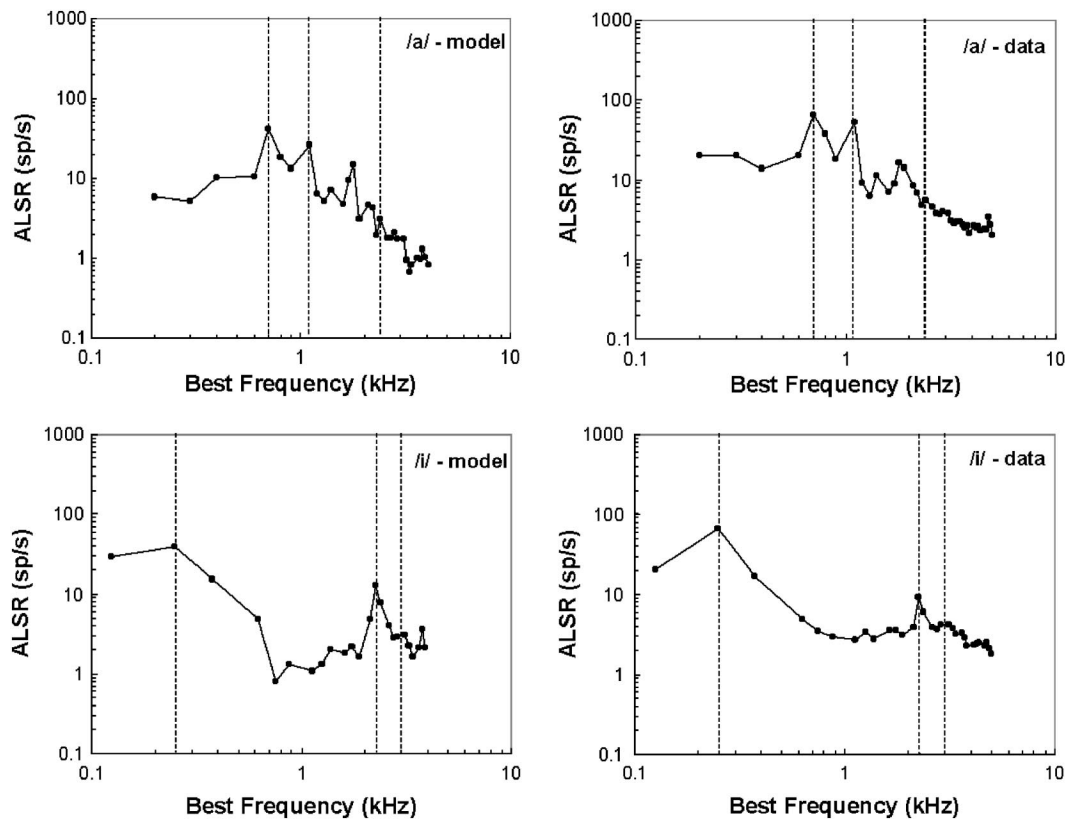 /a/ - model
1000
100
10
1
0.1
ALSR (sp/s)
0.1 1 10
Best Frequency (kHz)
/a/ - data
1000
100
10
1
0.1
ALSR (sp/s)
0.1 1 10
Best Frequency (kHz)
/i/ - model
1000
100
10
1
0.1
ALSR (sp/s)
0.1 1 10
Best Frequency (kHz)
/i/ - data
1000
100
10
1
0.1
ALSR (sp/s)
0.1 1 10
Best Frequency (kHz)